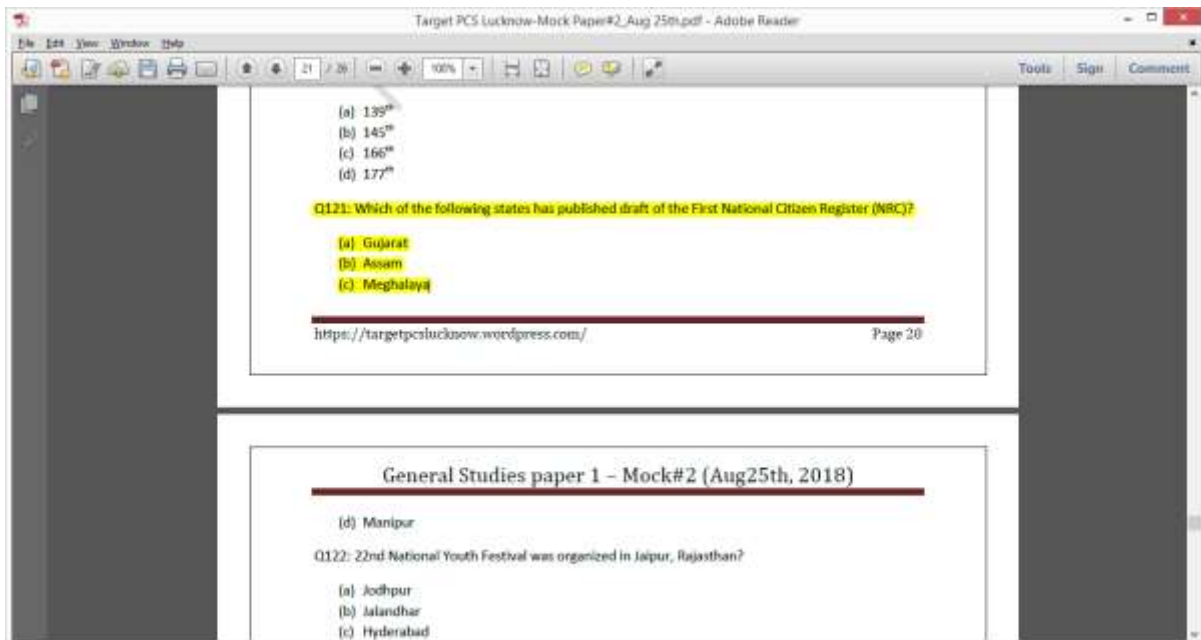 Target PCS Lucknow-Mock Paper#2_Aug 25th.pdf - Adobe Reader
File Edit View Window Help
21 / 26 100% Tools Sign Comment
(a) 139th
(b) 145th
(c) 166th
(d) 177th
Q121: Which of the following states has published draft of the First National Citizen Register (NRC)?
(a) Gujarat
(b) Assam
(c) Meghalaya
https://targetpcslucknow.wordpress.com/ Page 20
General Studies paper 1 – Mock#2 (Aug25th, 2018)
(d) Manipur
Q122: 22nd National Youth Festival was organized in Jaipur, Rajasthan?
(a) Jodhpur
(b) Jalandhar
(c) Hyderabad